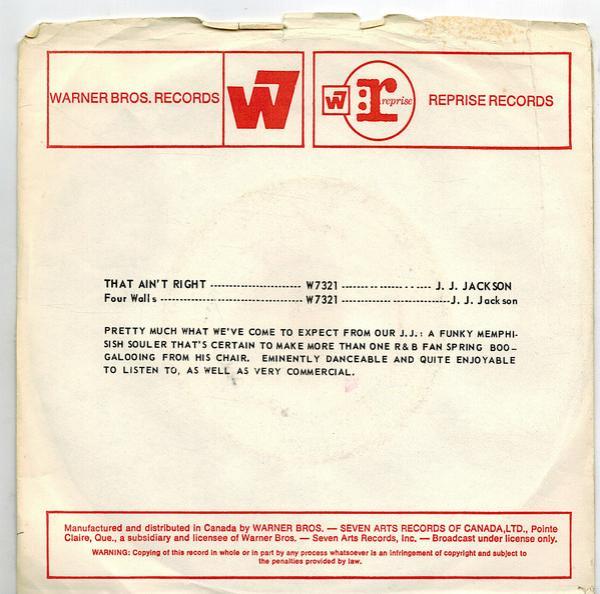 WARNER BROS. RECORDS W7 W7 r: reprise REPRISE RECORDS
THAT AIN'T RIGHT ------------------------ W7321 --------------------- J. J. JACKSON
Four Walls ------------------------------------ W7321 ---------------------------J. J. Jackson
PRETTY MUCH WHAT WE'VE COME TO EXPECT FROM OUR J.J.: A FUNKY MEMPHI-
SISH SOULER THAT'S CERTAIN TO MAKE MORE THAN ONE R&B FAN SPRING BOO-
GALOOING FROM HIS CHAIR. EMINENTLY DANCEABLE AND QUITE ENJOYABLE
TO LISTEN TO, AS WELL AS VERY COMMERCIAL.
Manufactured and distributed in Canada by WARNER BROS. — SEVEN ARTS RECORDS OF CANADA,LTD., Pointe
Claire, Que., a subsidiary and licensee of Warner Bros. — Seven Arts Records, Inc. — Broadcast under license only.
WARNING: Copying of this record in whole or in part by any process whatsoever is an infringement of copyright and subject to
the penalties provided by law.